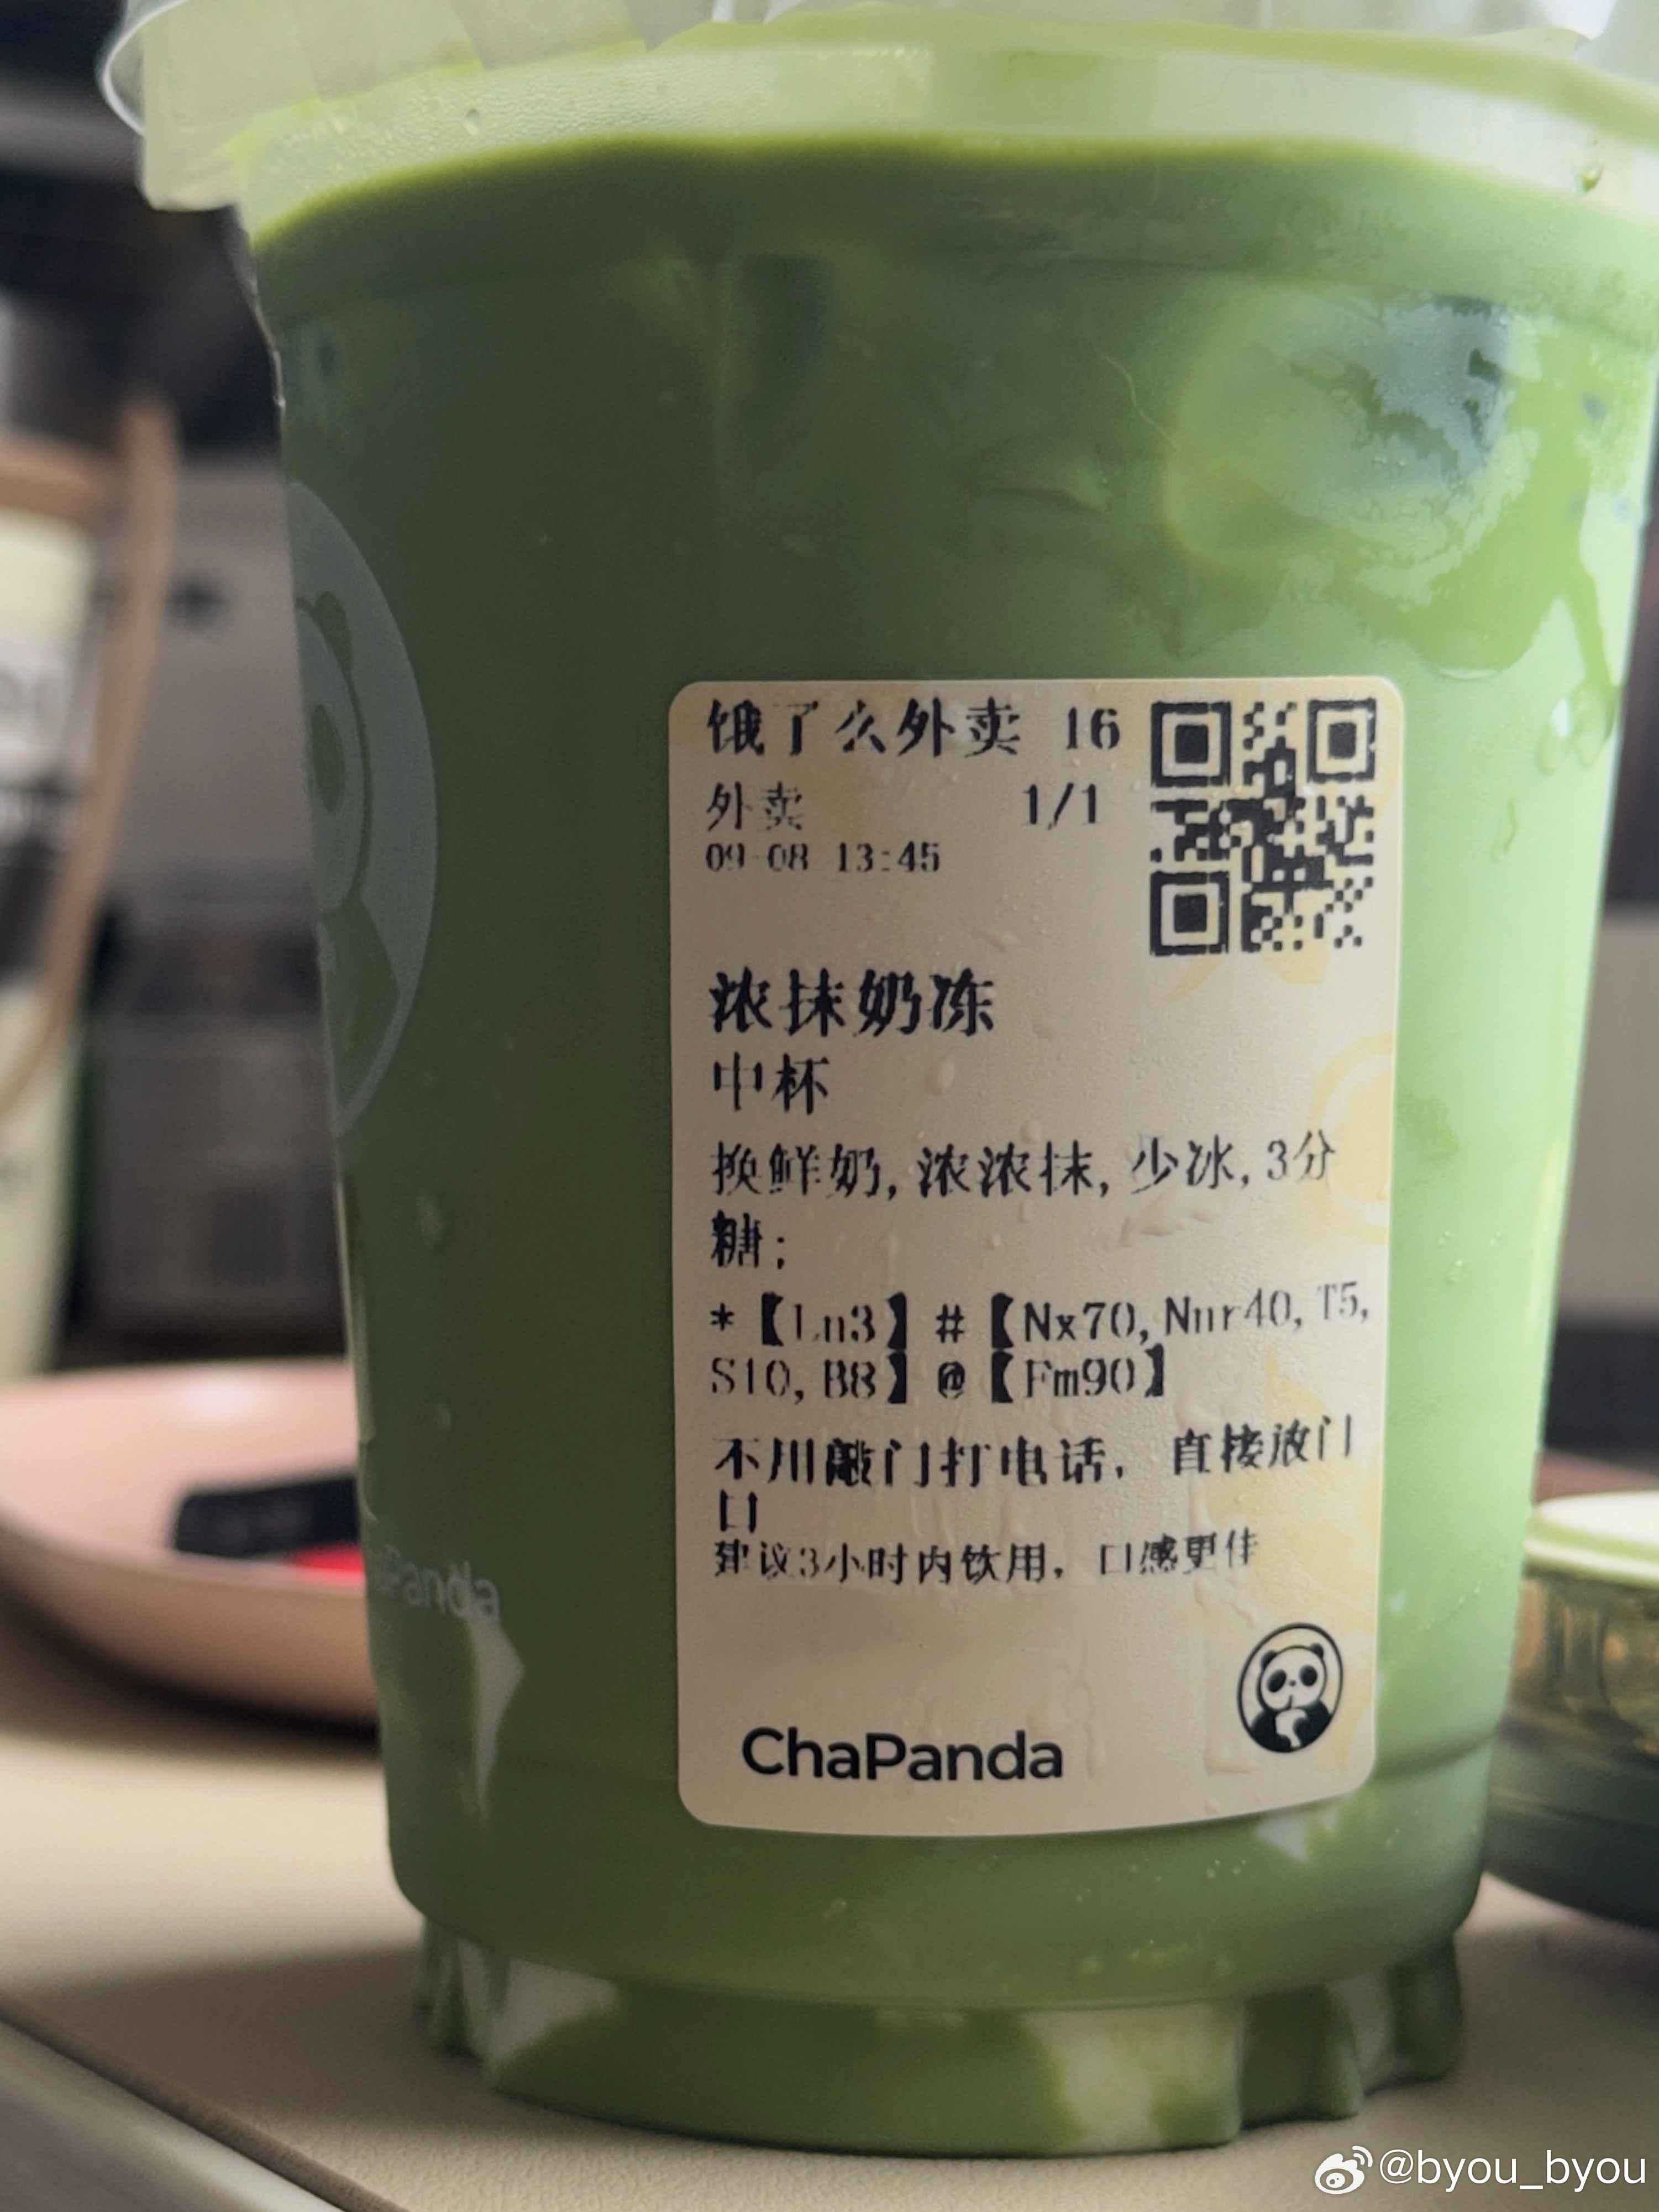 饿了么外卖 16
外卖 1/1
09-08 13:45
浓抹奶冻
中杯
换鲜奶,浓浓抹,少冰,3分
糖;
*【Ln3】#【Nx70,Nnr40,T5,
S10,B8】@【Fm90】
不用敲门打电话，直接放门
口
建议3小时内饮用，口感更佳
ChaPanda
aPanda
@byou_byou